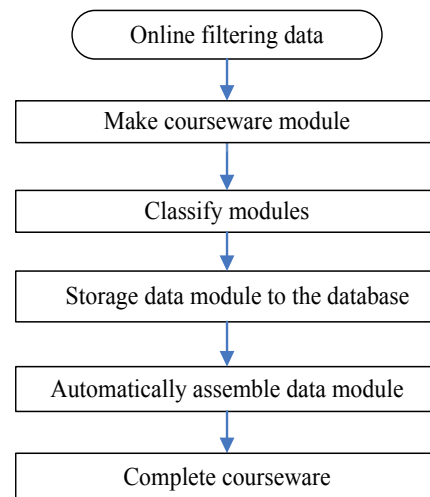 Online filtering data
Make courseware module
Classify modules
Storage data module to the database
Automatically assemble data module
Complete courseware